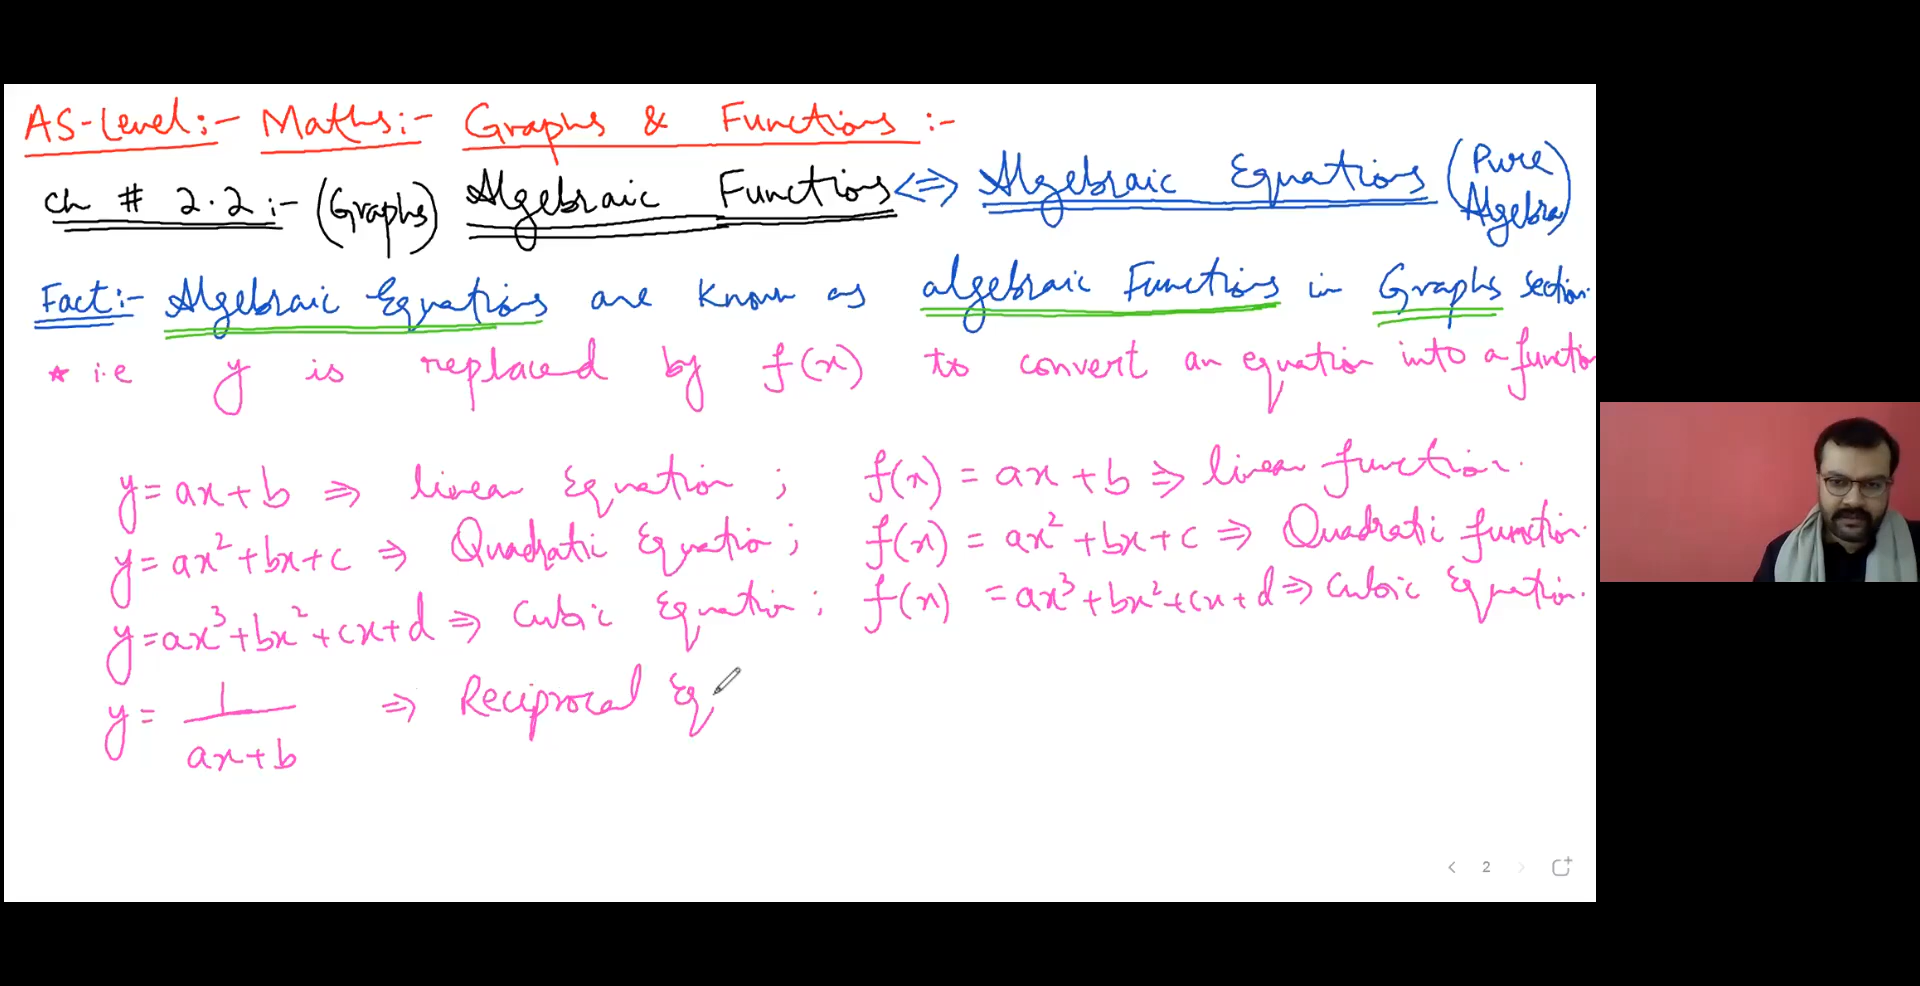 AS-Level:- Maths:- Graphs & Functions :-
ch # 2.2:- (Graphs) Algebraic Functions <=> Algebraic Equations (Pure Algebra)
Fact:- Algebraic Equations are known as algebraic Functions in Graphs section.
* i.e y is replaced by f(x) to convert an equation into a functio
y = ax+b ⇒ linear Equation ; f(x) = ax + b ⇒ linear function.
y = ax²+bx+c ⇒ Quadratic Equation ; f(x) = ax² + bx + c ⇒ Quadratic function.
y = ax³+bx²+cx+d ⇒ Cubic Equation ; f(x) = ax³+bx²+cx+d ⇒ cubic Equation.
y = 1/(ax+b) ⇒ Reciprocal Eq
< 2 >